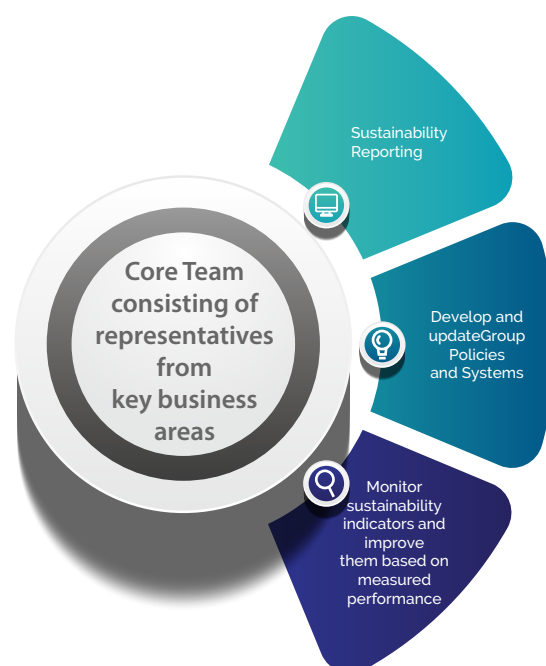 Core Team
consisting of
representatives
from
key business
areas
Sustainability
Reporting
Develop and
updateGroup
Policies
and Systems
Monitor
sustainability
indicators and
improve
them based on
measured
performance